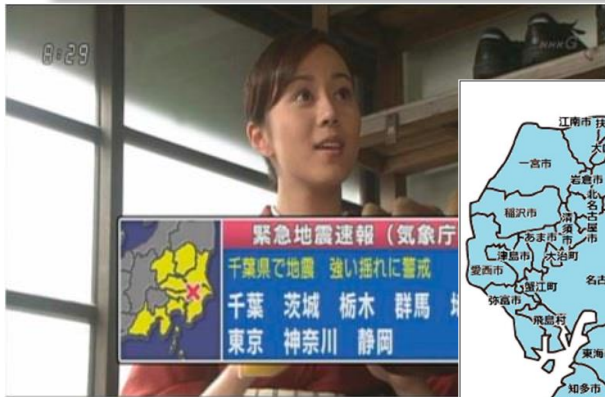 8:29
NHKG
緊急地震速報（気象庁
千葉県で地震 強い揺れに警戒
千葉 茨城 栃木 群馬
東京 神奈川 静岡
江南市
一宮市
岩倉市
北名古屋市
稲沢市
清須市
あま市
津島市
大治町
愛西市
蟹江町
名古
弥富市
飛島村
東海
知多市